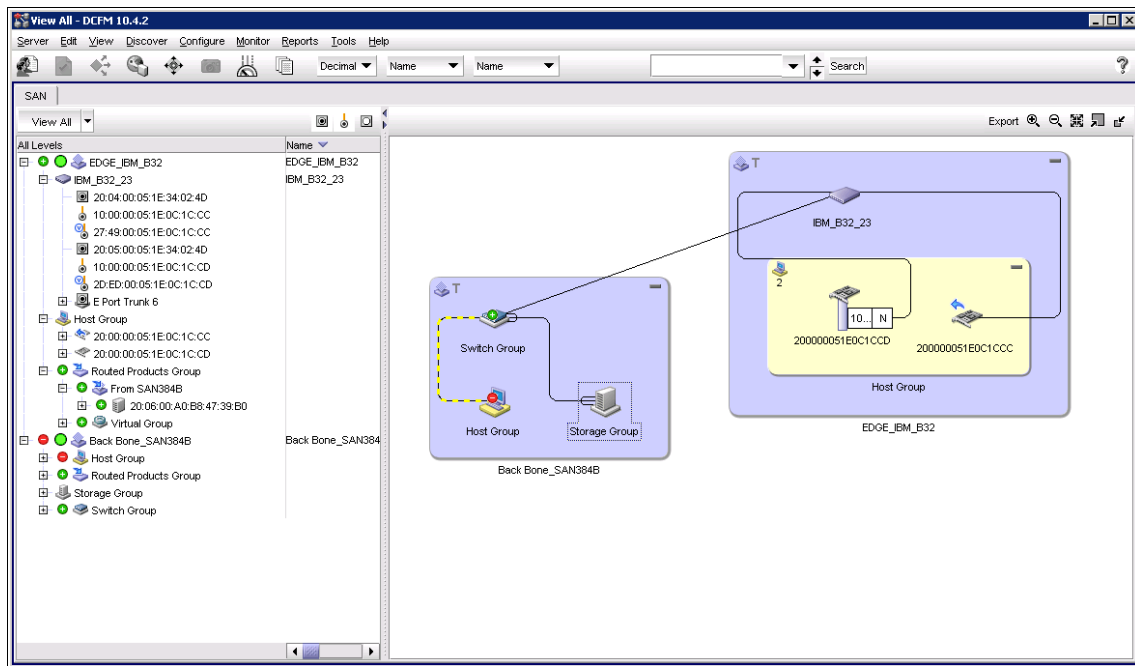 View All - DCFM 10.4.2
Server Edit View Discover Configure Monitor Reports Tools Help
Decimal Name Name Search ?
SAN
View All
Export
All Levels Name
EDGE_IBM_B32 EDGE_IBM_B32
IBM_B32_23 IBM_B32_23
20:04:00:05:1E:34:02:4D
10:00:00:05:1E:0C:1C:CC
27:49:00:05:1E:0C:1C:CC
20:05:00:05:1E:34:02:4D
10:00:00:05:1E:0C:1C:CD
2D:ED:00:05:1E:0C:1C:CD
E Port Trunk 6
Host Group
20:00:00:05:1E:0C:1C:CC
20:00:00:05:1E:0C:1C:CD
Routed Products Group
From SAN384B
20:06:00:A0:B8:47:39:B0
Virtual Group
Back Bone_SAN384B Back Bone_SAN384
Host Group
Routed Products Group
Storage Group
Switch Group
T
Switch Group
Host Group
Storage Group
Back Bone_SAN384B
T
IBM_B32_23
2
10... N
200000051E0C1CCD
200000051E0C1CCC
Host Group
EDGE_IBM_B32